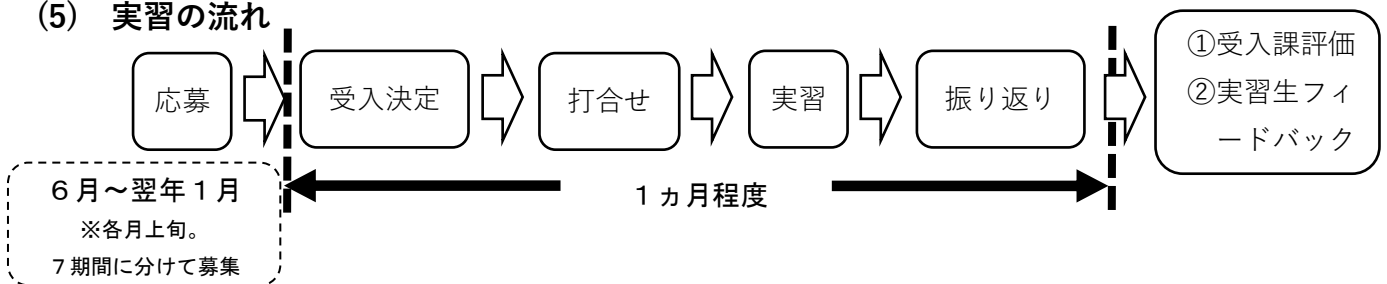 (5) 実習の流れ
応募
受入決定
打合せ
実習
振り返り
①受入課評価
②実習生フィ
ードバック
６月～翌年１月
※各月上旬。
７期間に分けて募集
１ヵ月程度